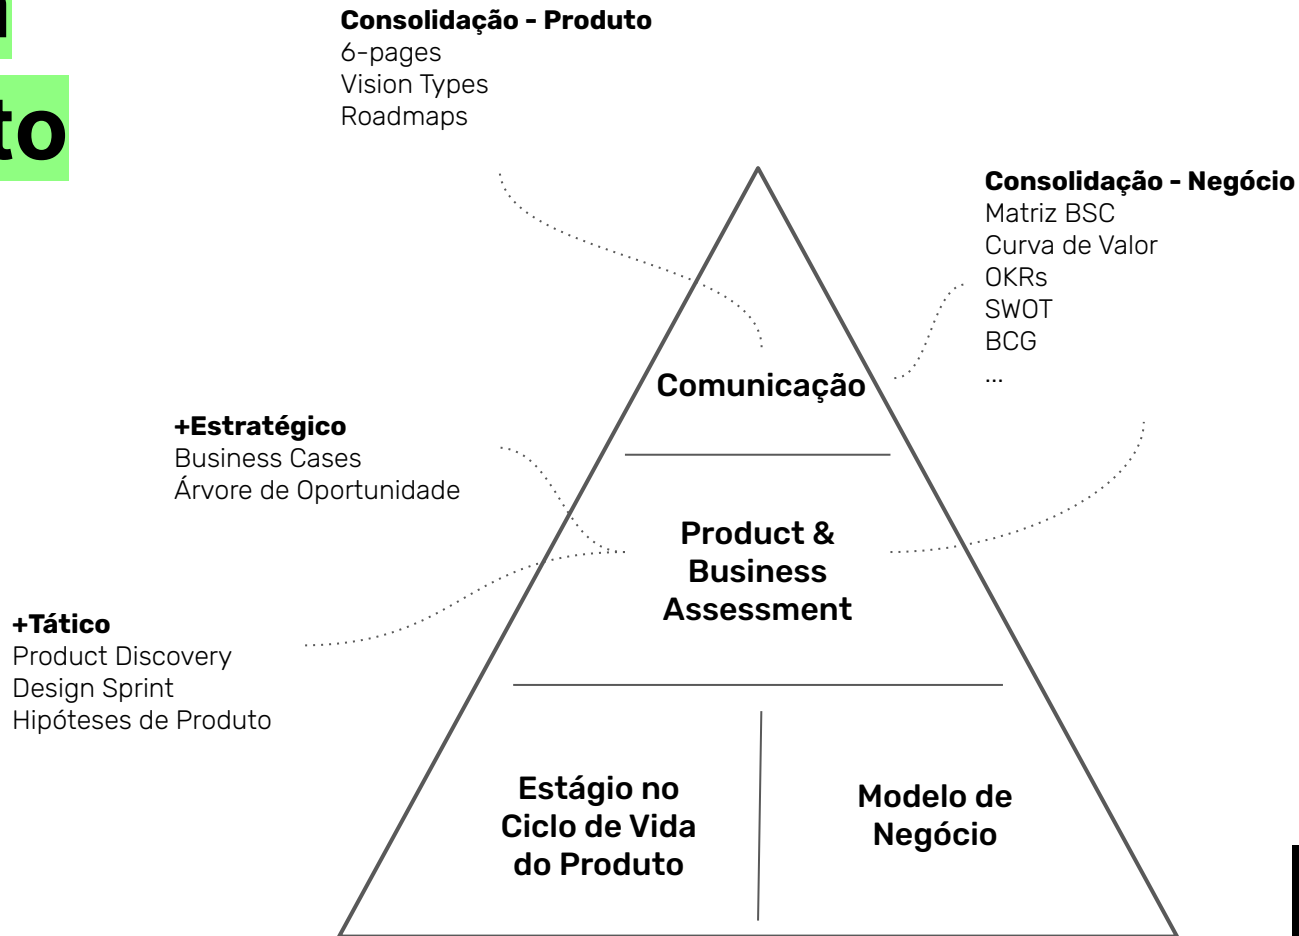 to
Consolidação - Produto
6-pages
Vision Types
Roadmaps
Consolidação - Negócio
Matriz BSC
Curva de Valor
OKRs
SWOT
BCG
...
Comunicação
+Estratégico
Business Cases
Árvore de Oportunidade
Product &
Business
Assessment
+Tático
Product Discovery
Design Sprint
Hipóteses de Produto
Estágio no
Ciclo de Vida
do Produto
Modelo de
Negócio